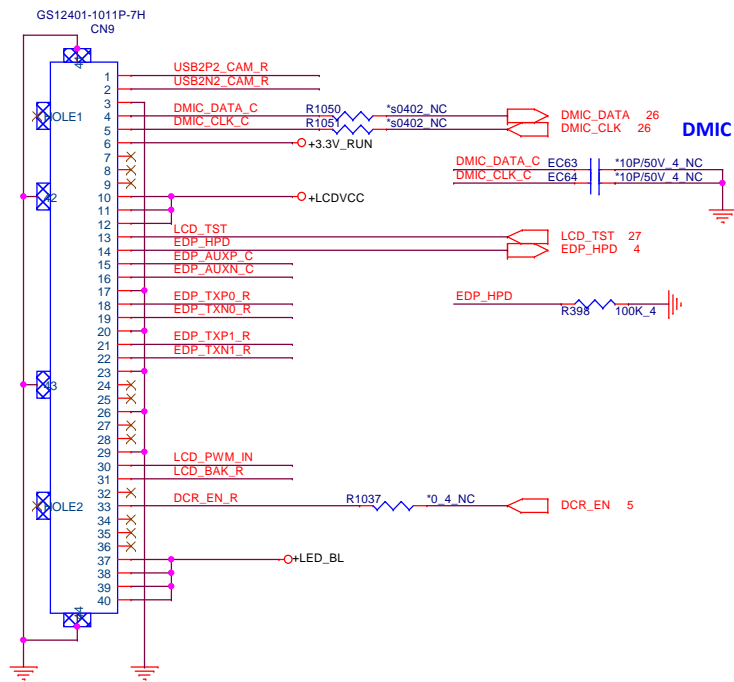 GS12401-1011P-7H
CN9
41
1 USB2P2_CAM_R
2 USB2N2_CAM_R
3
HOLE1
4 DMIC_DATA_C R1050 *s0402_NC DMIC_DATA 26
5 DMIC_CLK_C R1051 *s0402_NC DMIC_CLK 26
DMIC
6 +3.3V_RUN
7
8
9
DMIC_DATA_C EC63 *10P/50V_4_NC
DMIC_CLK_C EC64 *10P/50V_4_NC
42
10 +LCDVCC
11
12
13 LCD_TST LCD_TST 27
14 EDP_HPD EDP_HPD 4
15 EDP_AUXP_C
16 EDP_AUXN_C
17
18 EDP_TXP0_R
19 EDP_TXN0_R
EDP_HPD R398 100K_4
20
21 EDP_TXP1_R
22 EDP_TXN1_R
23
43
24
25
26
27
28
29
30 LCD_PWM_IN
31 LCD_BAK_R
32
HOLE2
33 DCR_EN_R R1037 *0_4_NC DCR_EN 5
34
35
36
37 +LED_BL
38
39
40